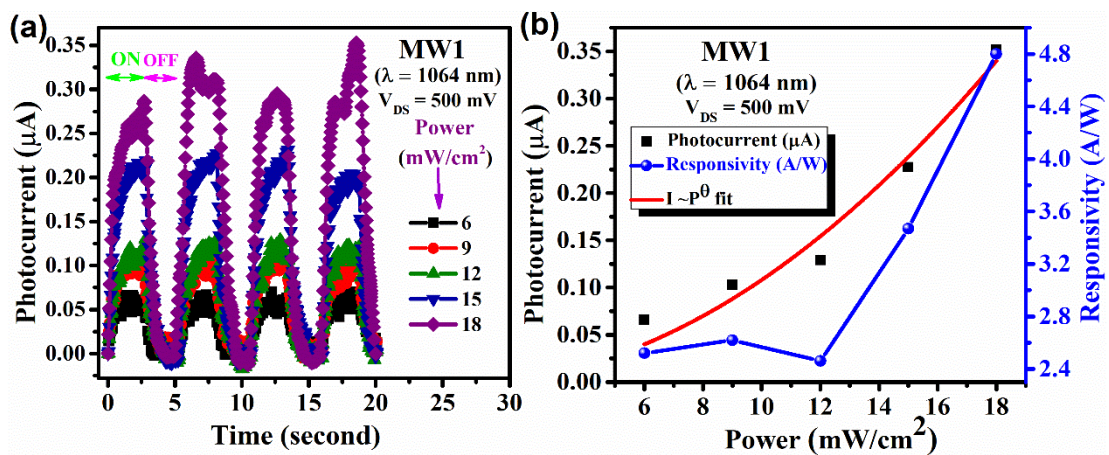 (a)
ON OFF
MW1
(λ = 1064 nm)
V_DS = 500 mV
Power
(mW/cm²)
6
9
12
15
18
0.35
0.30
0.25
0.20
0.15
0.10
0.05
0.00
Photocurrent (μA)
0 5 10 15 20 25 30
Time (second)
(b)
MW1
(λ = 1064 nm)
V_DS = 500 mV
Photocurrent (μA)
Responsivity (A/W)
I ~P^θ fit
0.35
0.30
0.25
0.20
0.15
0.10
0.05
0.00
Photocurrent (μA)
6 8 10 12 14 16 18
Power (mW/cm²)
4.8
4.4
4.0
3.6
3.2
2.8
2.4
Responsivity (A/W)